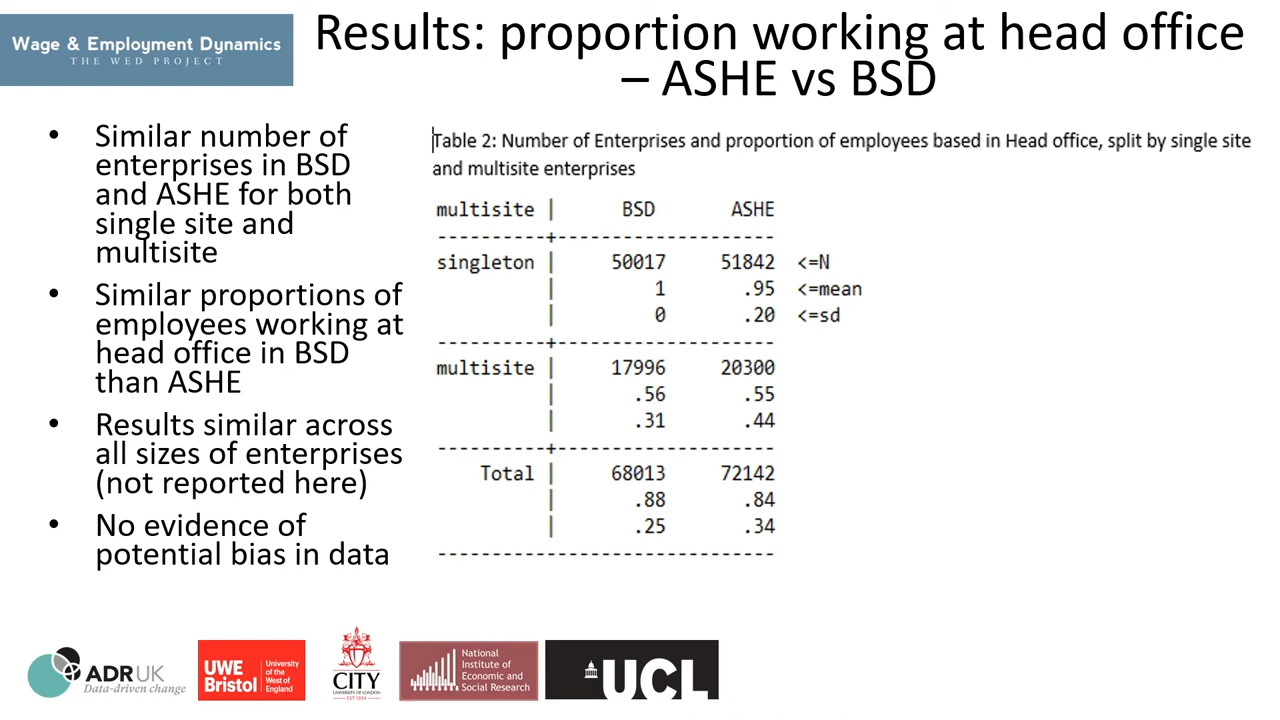 Wage & Employment Dynamics
THE WED PROJECT
Results: proportion working at head office
– ASHE vs BSD
• Similar number of
enterprises in BSD
and ASHE for both
single site and
multisite
• Similar proportions of
employees working at
head office in BSD
than ASHE
• Results similar across
all sizes of enterprises
(not reported here)
• No evidence of
potential bias in data
Table 2: Number of Enterprises and proportion of employees based in Head office, split by single site
and multisite enterprises
multisite | BSD ASHE
----------+--------------------
singleton | 50017 51842 <=N
| 1 .95 <=mean
| 0 .20 <=sd
----------+--------------------
multisite | 17996 20300
| .56 .55
| .31 .44
----------+--------------------
Total | 68013 72142
| .88 .84
| .25 .34
-------------------------------
ADR UK
Data-driven change
UWE
Bristol
University
of the
West of
England
CITY
UNIVERSITY OF LONDON
EST 1894
National
Institute of
Economic and
Social Research
UCL